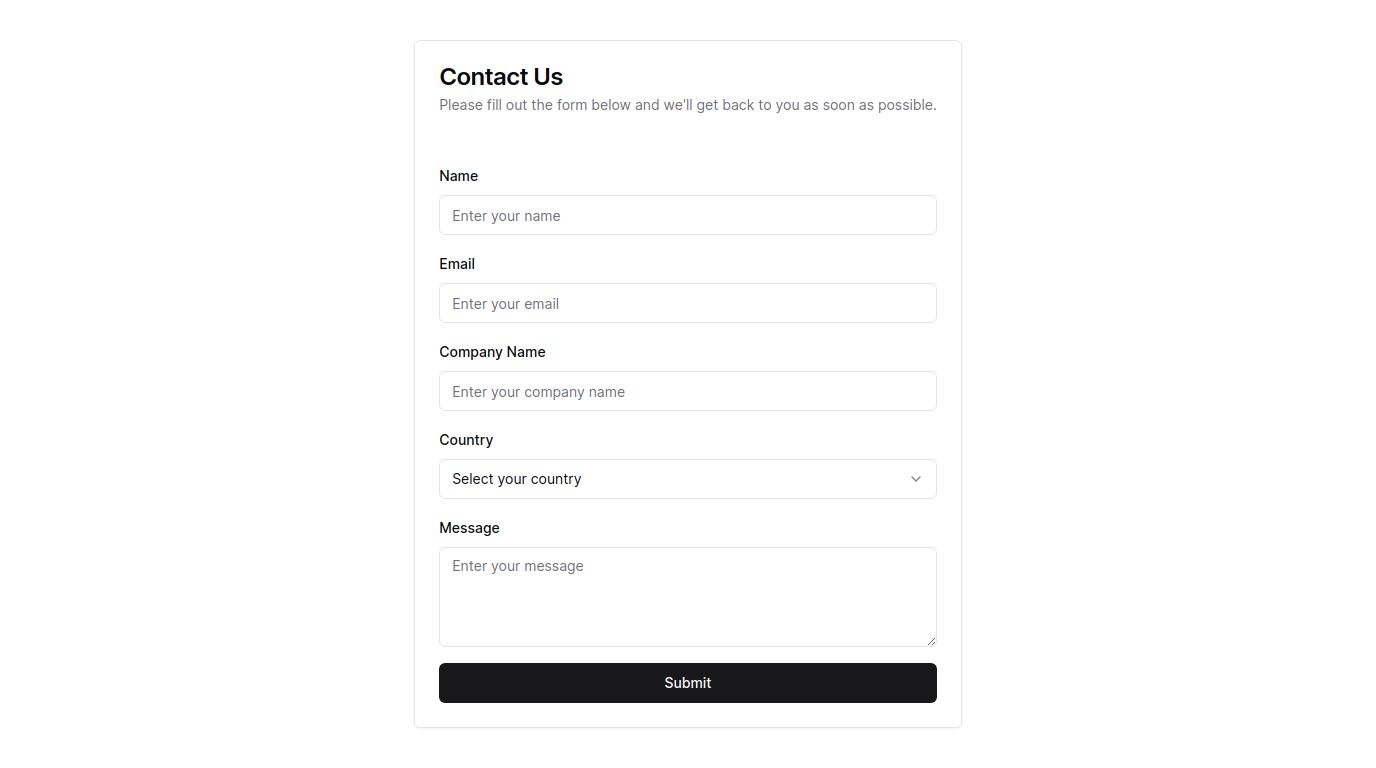 Contact Us
Please fill out the form below and we'll get back to you as soon as possible.
Name
Enter your name
Email
Enter your email
Company Name
Enter your company name
Country
Select your country
Message
Enter your message
Submit